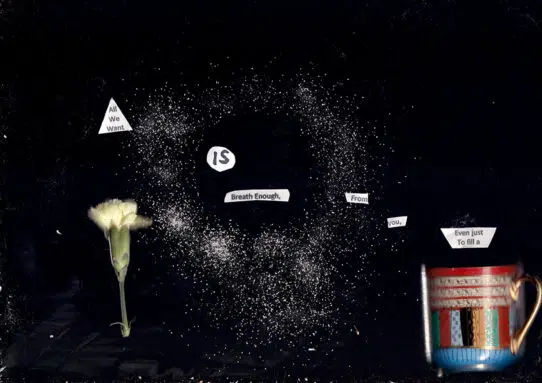 All
We
Want
IS
Breath Enough,
From
you,
Even just
To fill a